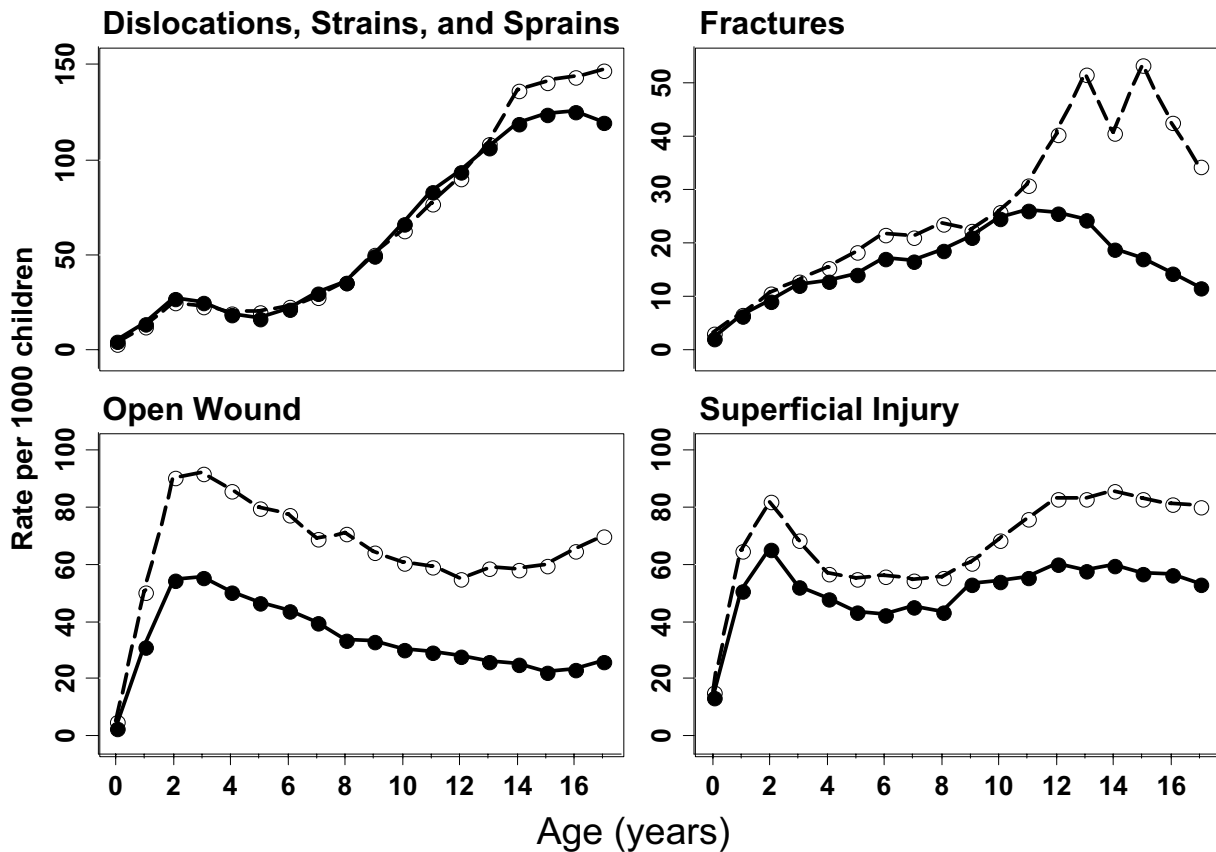 Dislocations, Strains, and Sprains
Fractures
Rate per 1000 children
150
100
50
0
50
40
30
20
10
0
Open Wound
Superficial Injury
100
80
60
40
20
0
100
80
60
40
20
0
0 2 4 6 8 10 12 14 16
0 2 4 6 8 10 12 14 16
Age (years)